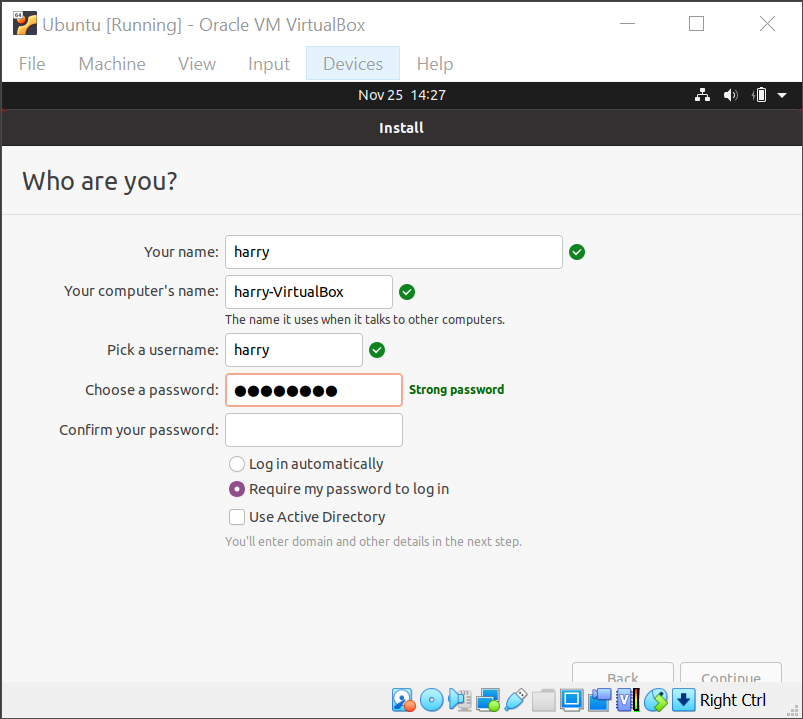 Ubuntu [Running] - Oracle VM VirtualBox
File Machine View Input Devices Help
Nov 25 14:27
Install
Who are you?
Your name: harry
Your computer's name: harry-VirtualBox
The name it uses when it talks to other computers.
Pick a username: harry
Choose a password: ●●●●●●●● Strong password
Confirm your password:
Log in automatically
Require my password to log in
Use Active Directory
You'll enter domain and other details in the next step.
Back Continue
Right Ctrl